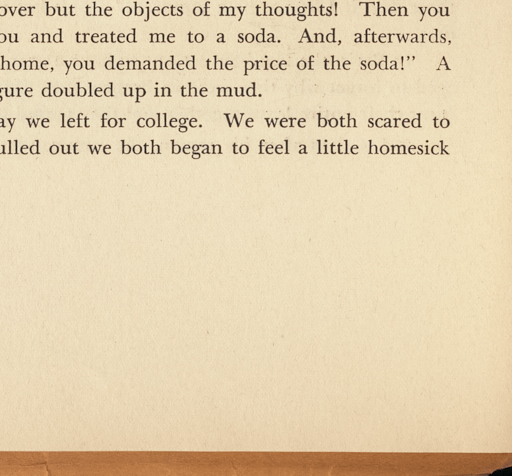 over but the objects of my thoughts! Then you
ou and treated me to a soda. And, afterwards,
home, you demanded the price of the soda!” A
gure doubled up in the mud.
ay we left for college. We were both scared to
ulled out we both began to feel a little homesick